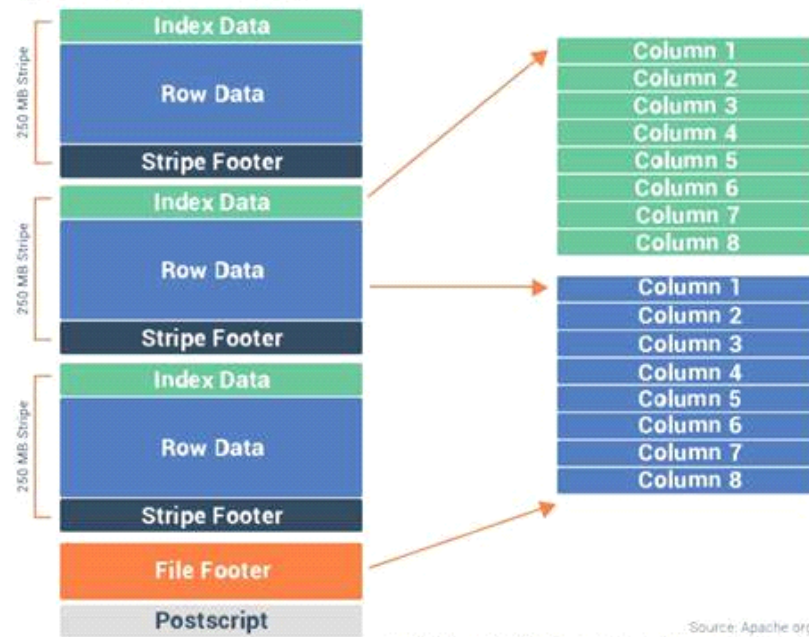 250 MB Stripe
Index Data
Row Data
Stripe Footer
250 MB Stripe
Index Data
Row Data
Stripe Footer
250 MB Stripe
Index Data
Row Data
Stripe Footer
File Footer
Postscript
Column 1
Column 2
Column 3
Column 4
Column 5
Column 6
Column 7
Column 8
Column 1
Column 2
Column 3
Column 4
Column 5
Column 6
Column 7
Column 8
Source: Apache org